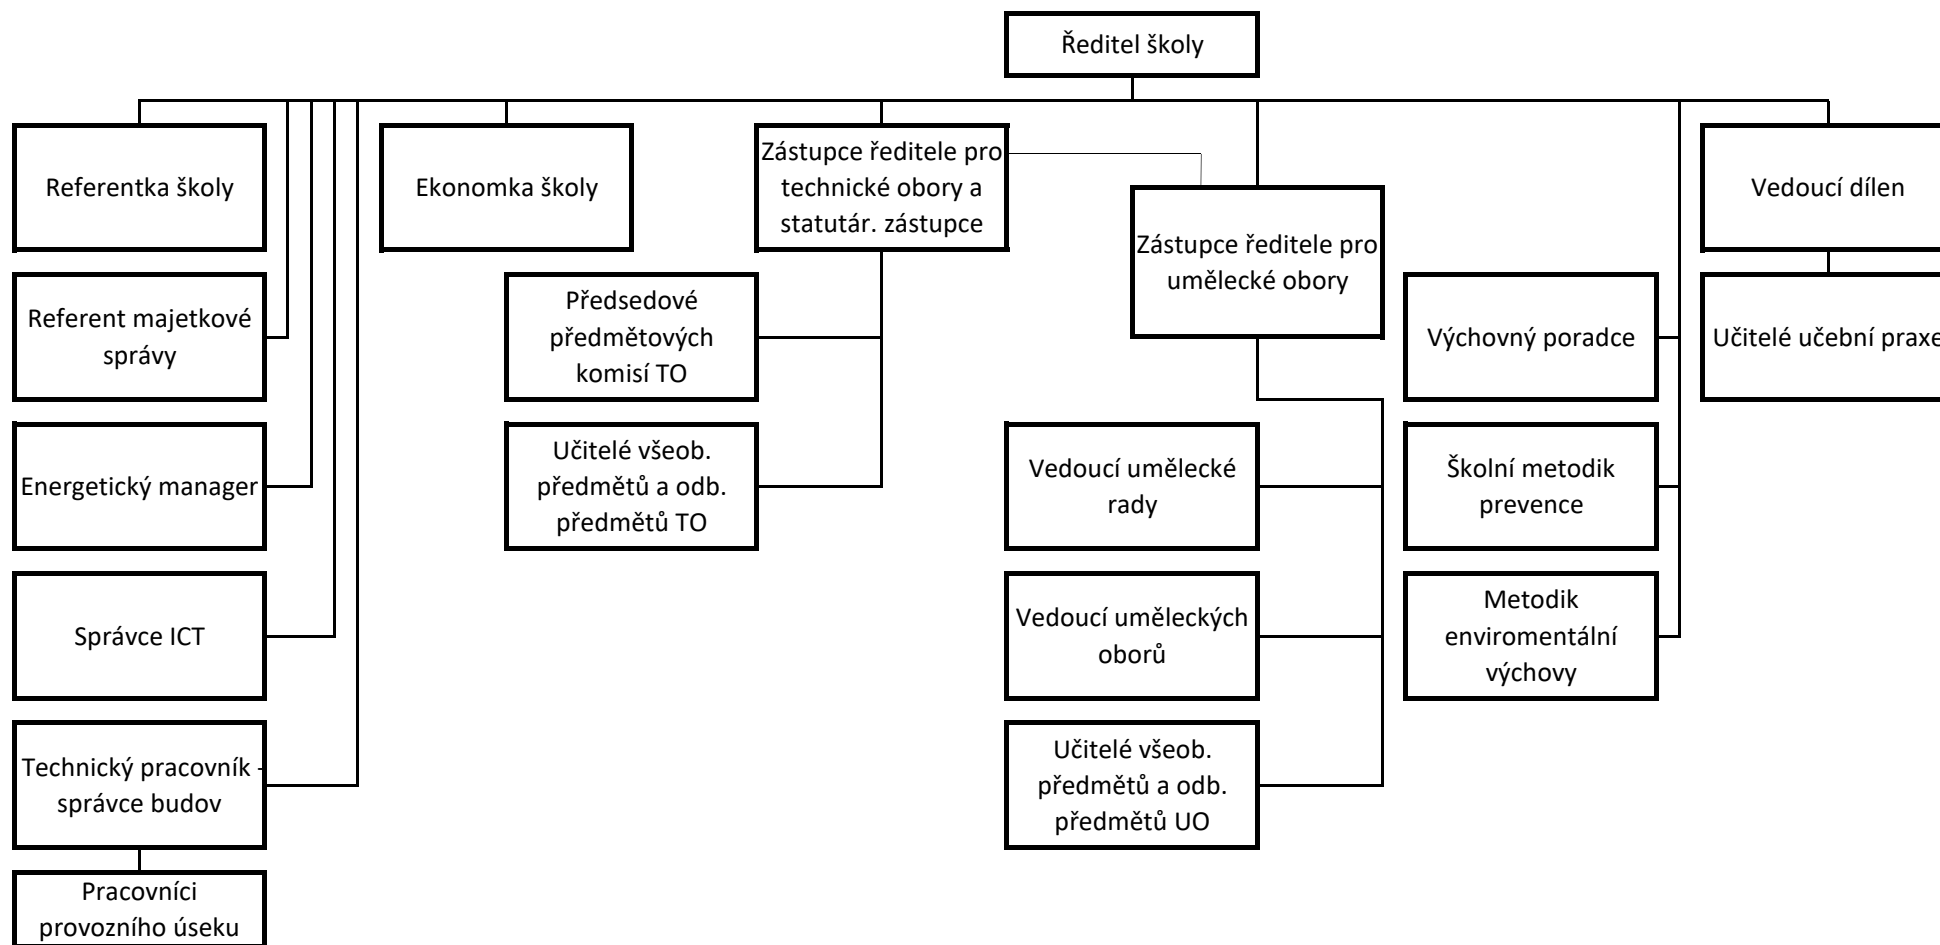 Ředitel školy
Referentka školy
Ekonomka školy
Zástupce ředitele pro
technické obory a
statutár. zástupce
Zástupce ředitele pro
umělecké obory
Vedoucí dílen
Referent majetkové
správy
Předsedové
předmětových
komisí TO
Výchovný poradce
Učitelé učební praxe
Energetický manager
Učitelé všeob.
předmětů a odb.
předmětů TO
Vedoucí umělecké
rady
Školní metodik
prevence
Správce ICT
Vedoucí uměleckých
oborů
Metodik
enviromentální
výchovy
Technický pracovník -
správce budov
Učitelé všeob.
předmětů a odb.
předmětů UO
Pracovníci
provozního úseku